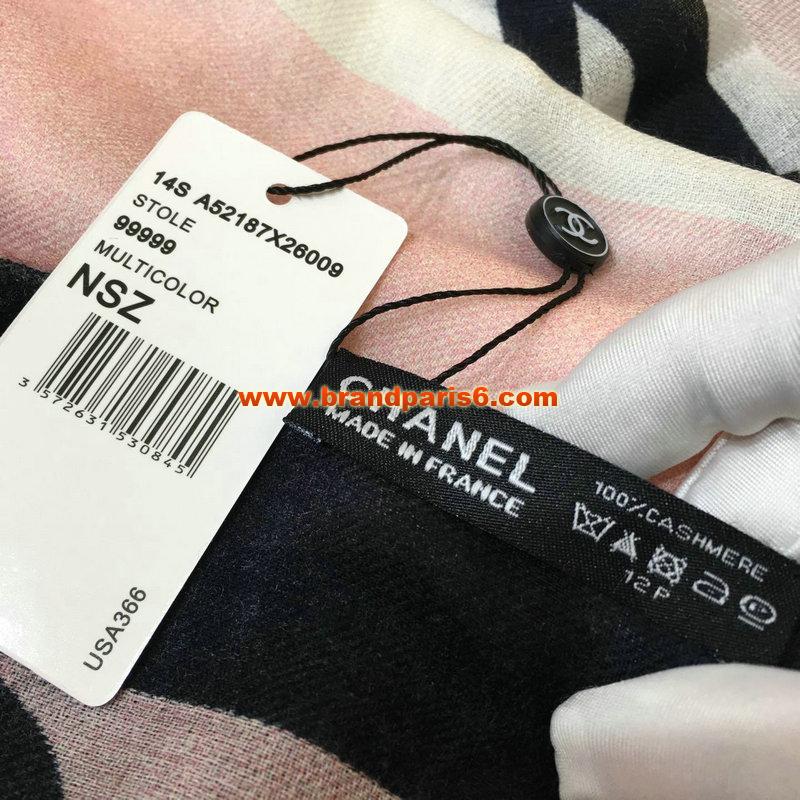 14S A52187X26009
STOLE
99999
MULTICOLOR
NSZ
3 572631 530845
USA366
www.brandparis6.com
CHANEL
MADE IN FRANCE
100%CASHMERE
12P